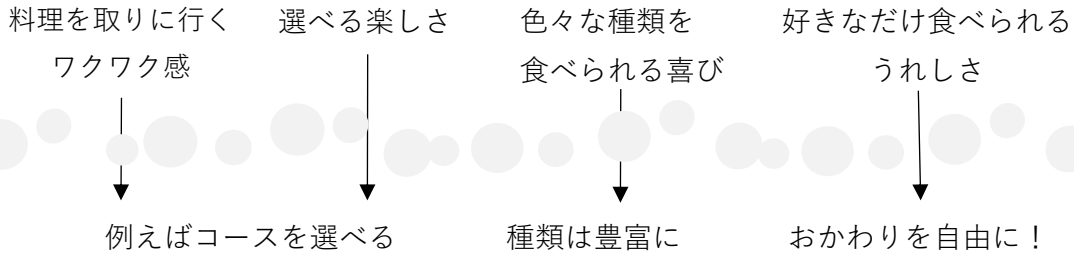 料理を取りに行く
ワクワク感
選べる楽しさ
色々な種類を
食べられる喜び
好きなだけ食べられる
うれしさ
例えばコースを選べる
種類は豊富に
おかわりを自由に！